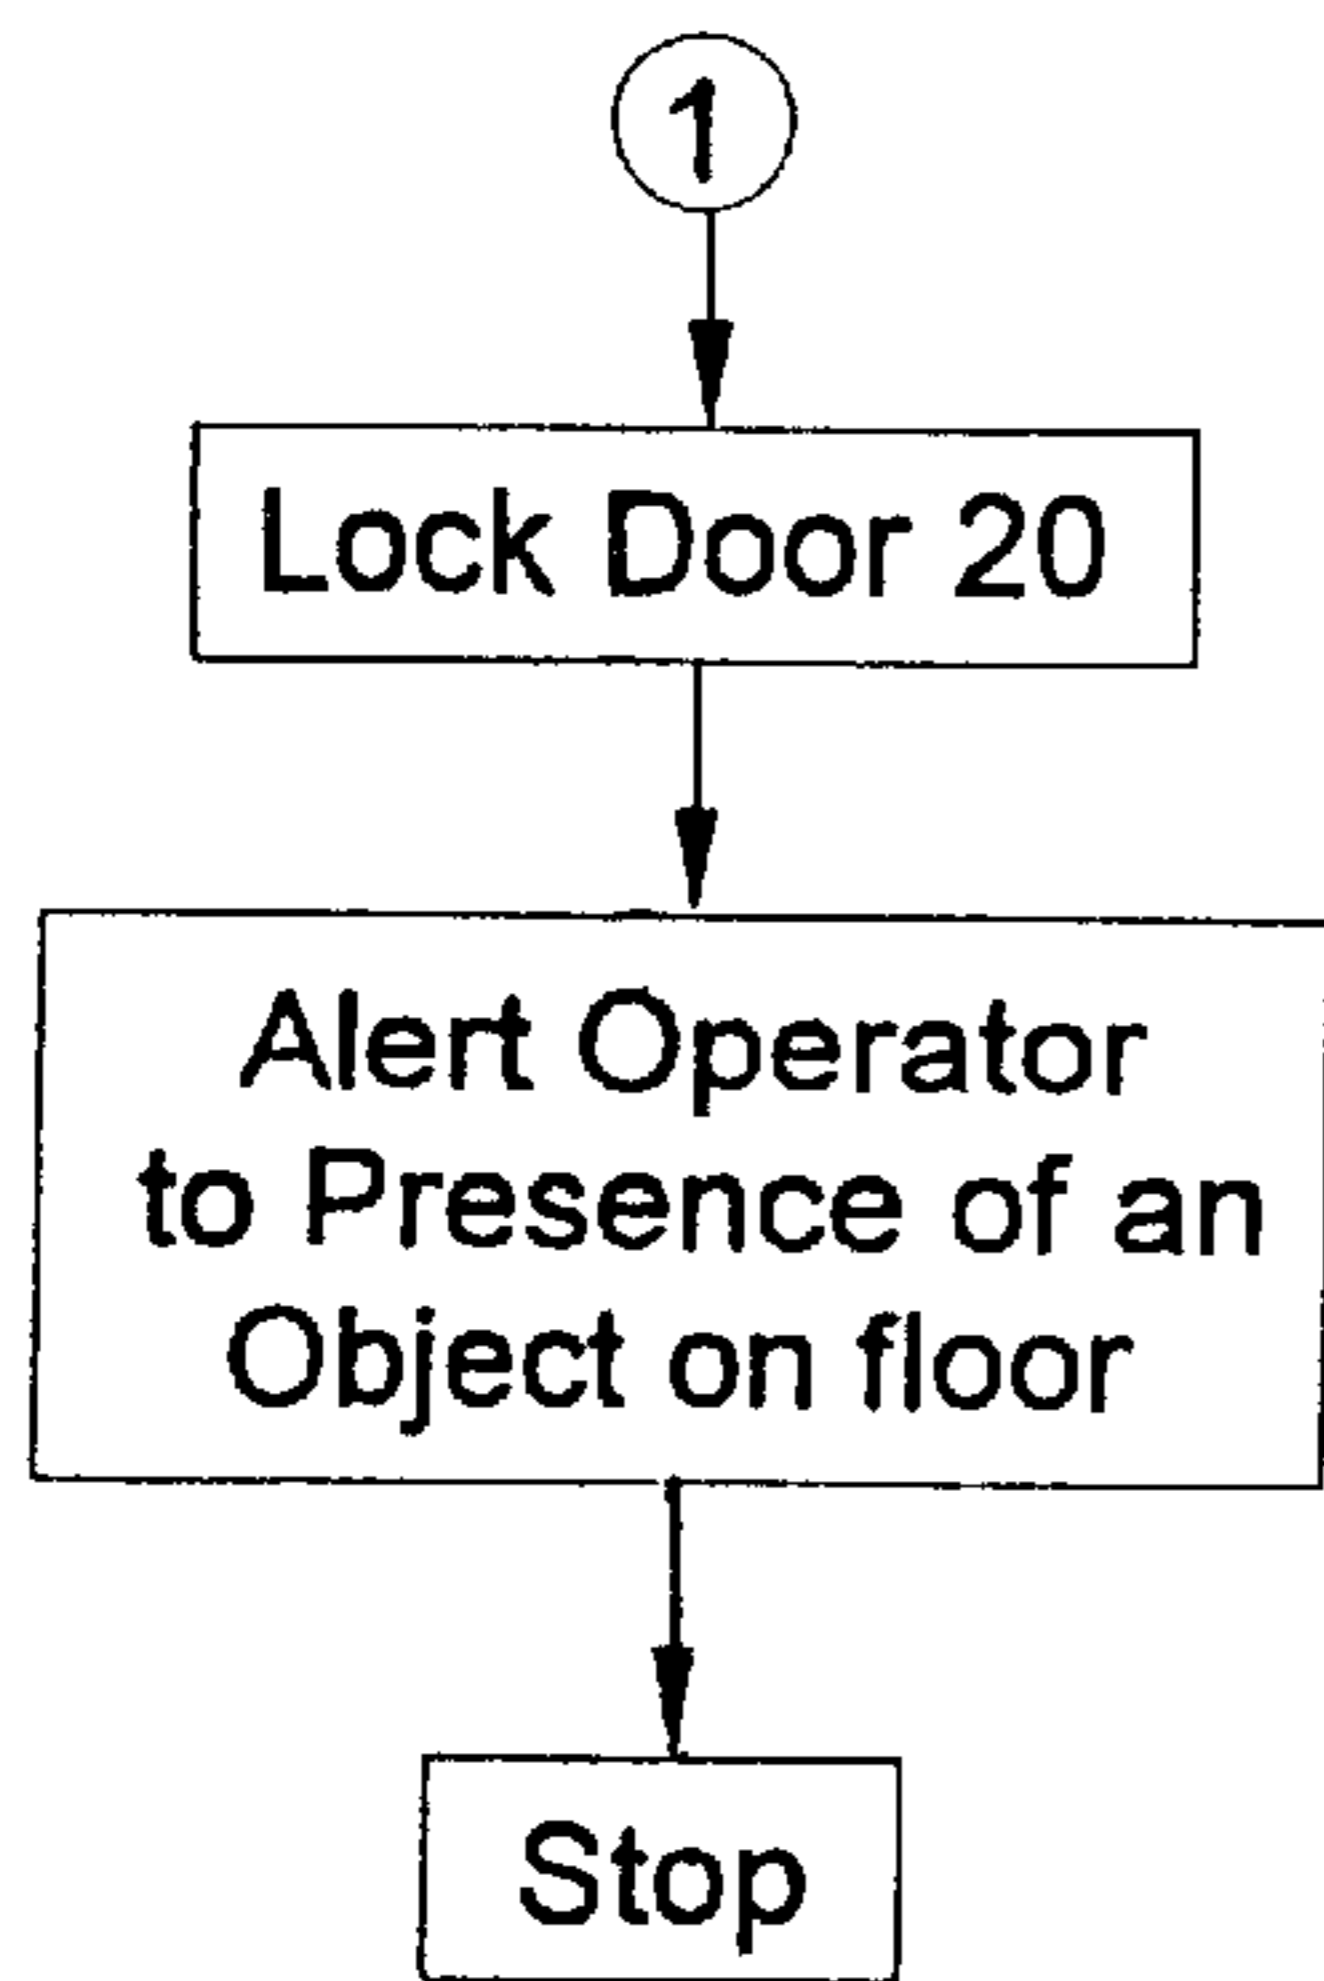 1
Lock Door 20
Alert Operator
to Presence of an
Object on floor
Stop